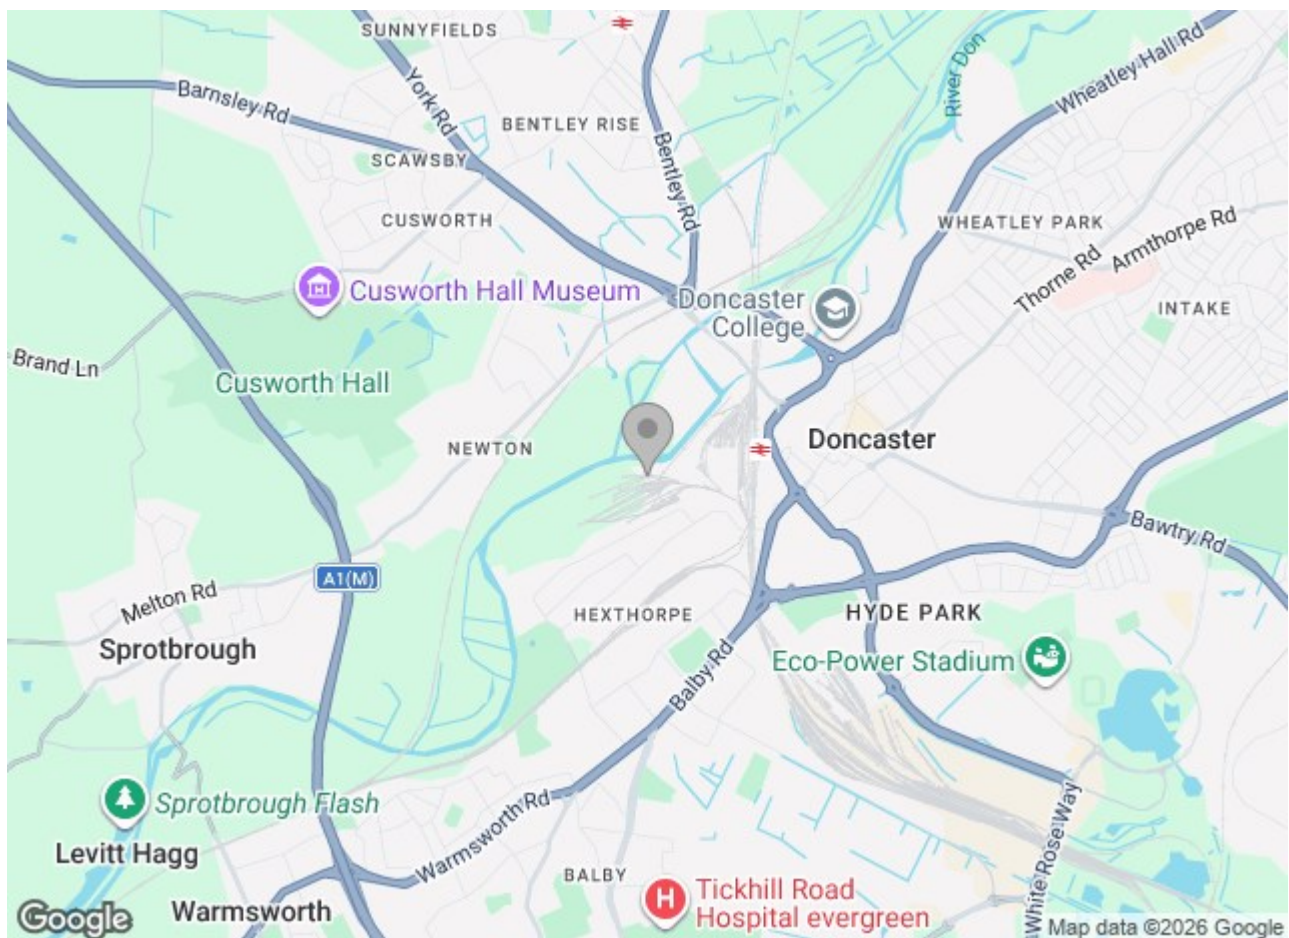 SUNNYFIELDS
Barnsley Rd
York Rd
BENTLEY RISE
Bentley Rd
River Don
Wheatley Hall Rd
SCAWSBY
CUSWORTH
WHEATLEY PARK
Armthorpe Rd
Thorne Rd
Cusworth Hall Museum
Doncaster
College
INTAKE
Brand Ln
Cusworth Hall
NEWTON
Doncaster
Bawtry Rd
A1(M)
Melton Rd
HEXTHORPE
HYDE PARK
Sprotbrough
Balby Rd
Eco-Power Stadium
Sprotbrough Flash
Warmsworth Rd
White Rose Way
Levitt Hagg
BALBY
H
Tickhill Road
Hospital evergreen
Warmsworth
Google
Map data ©2026 Google